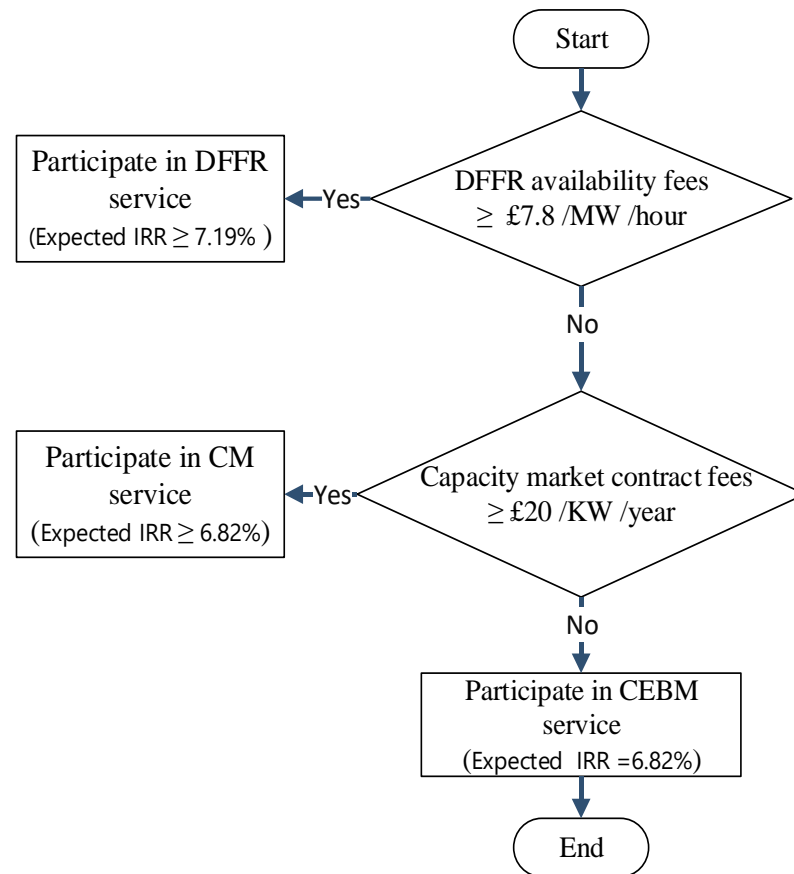 Start
DFFR availability fees
≥ £7.8 /MW /hour
Yes
Participate in DFFR
service
(Expected IRR ≥ 7.19% )
No
Capacity market contract fees
≥ £20 /KW /year
Yes
Participate in CM
service
(Expected IRR ≥ 6.82%)
No
Participate in CEBM
service
(Expected IRR =6.82%)
End